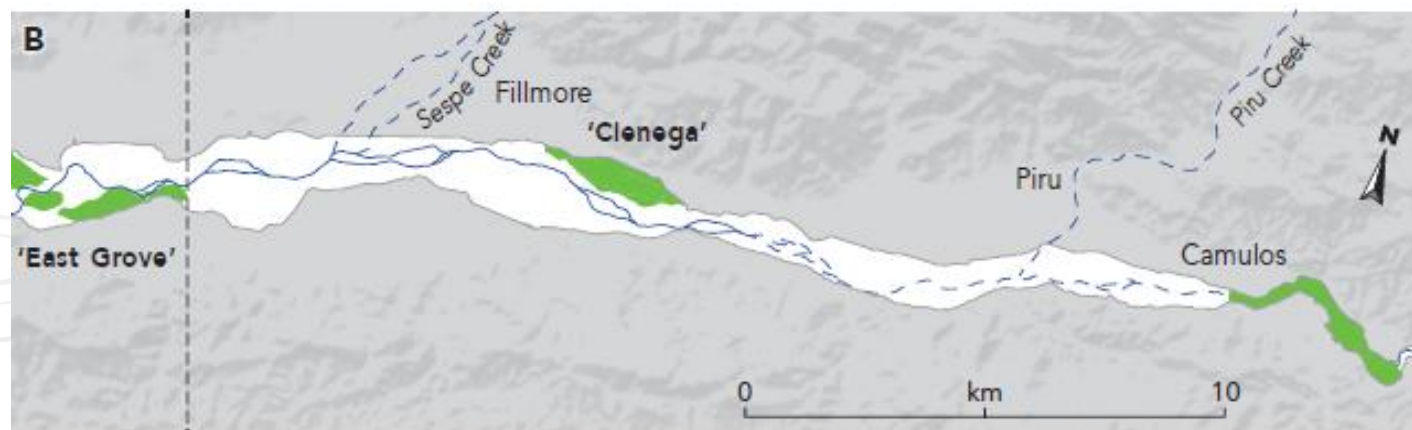 B
Sespe Creek
Fillmore
'Cienega'
Piru Creek
N
Piru
Camulos
'East Grove'
0 km 10